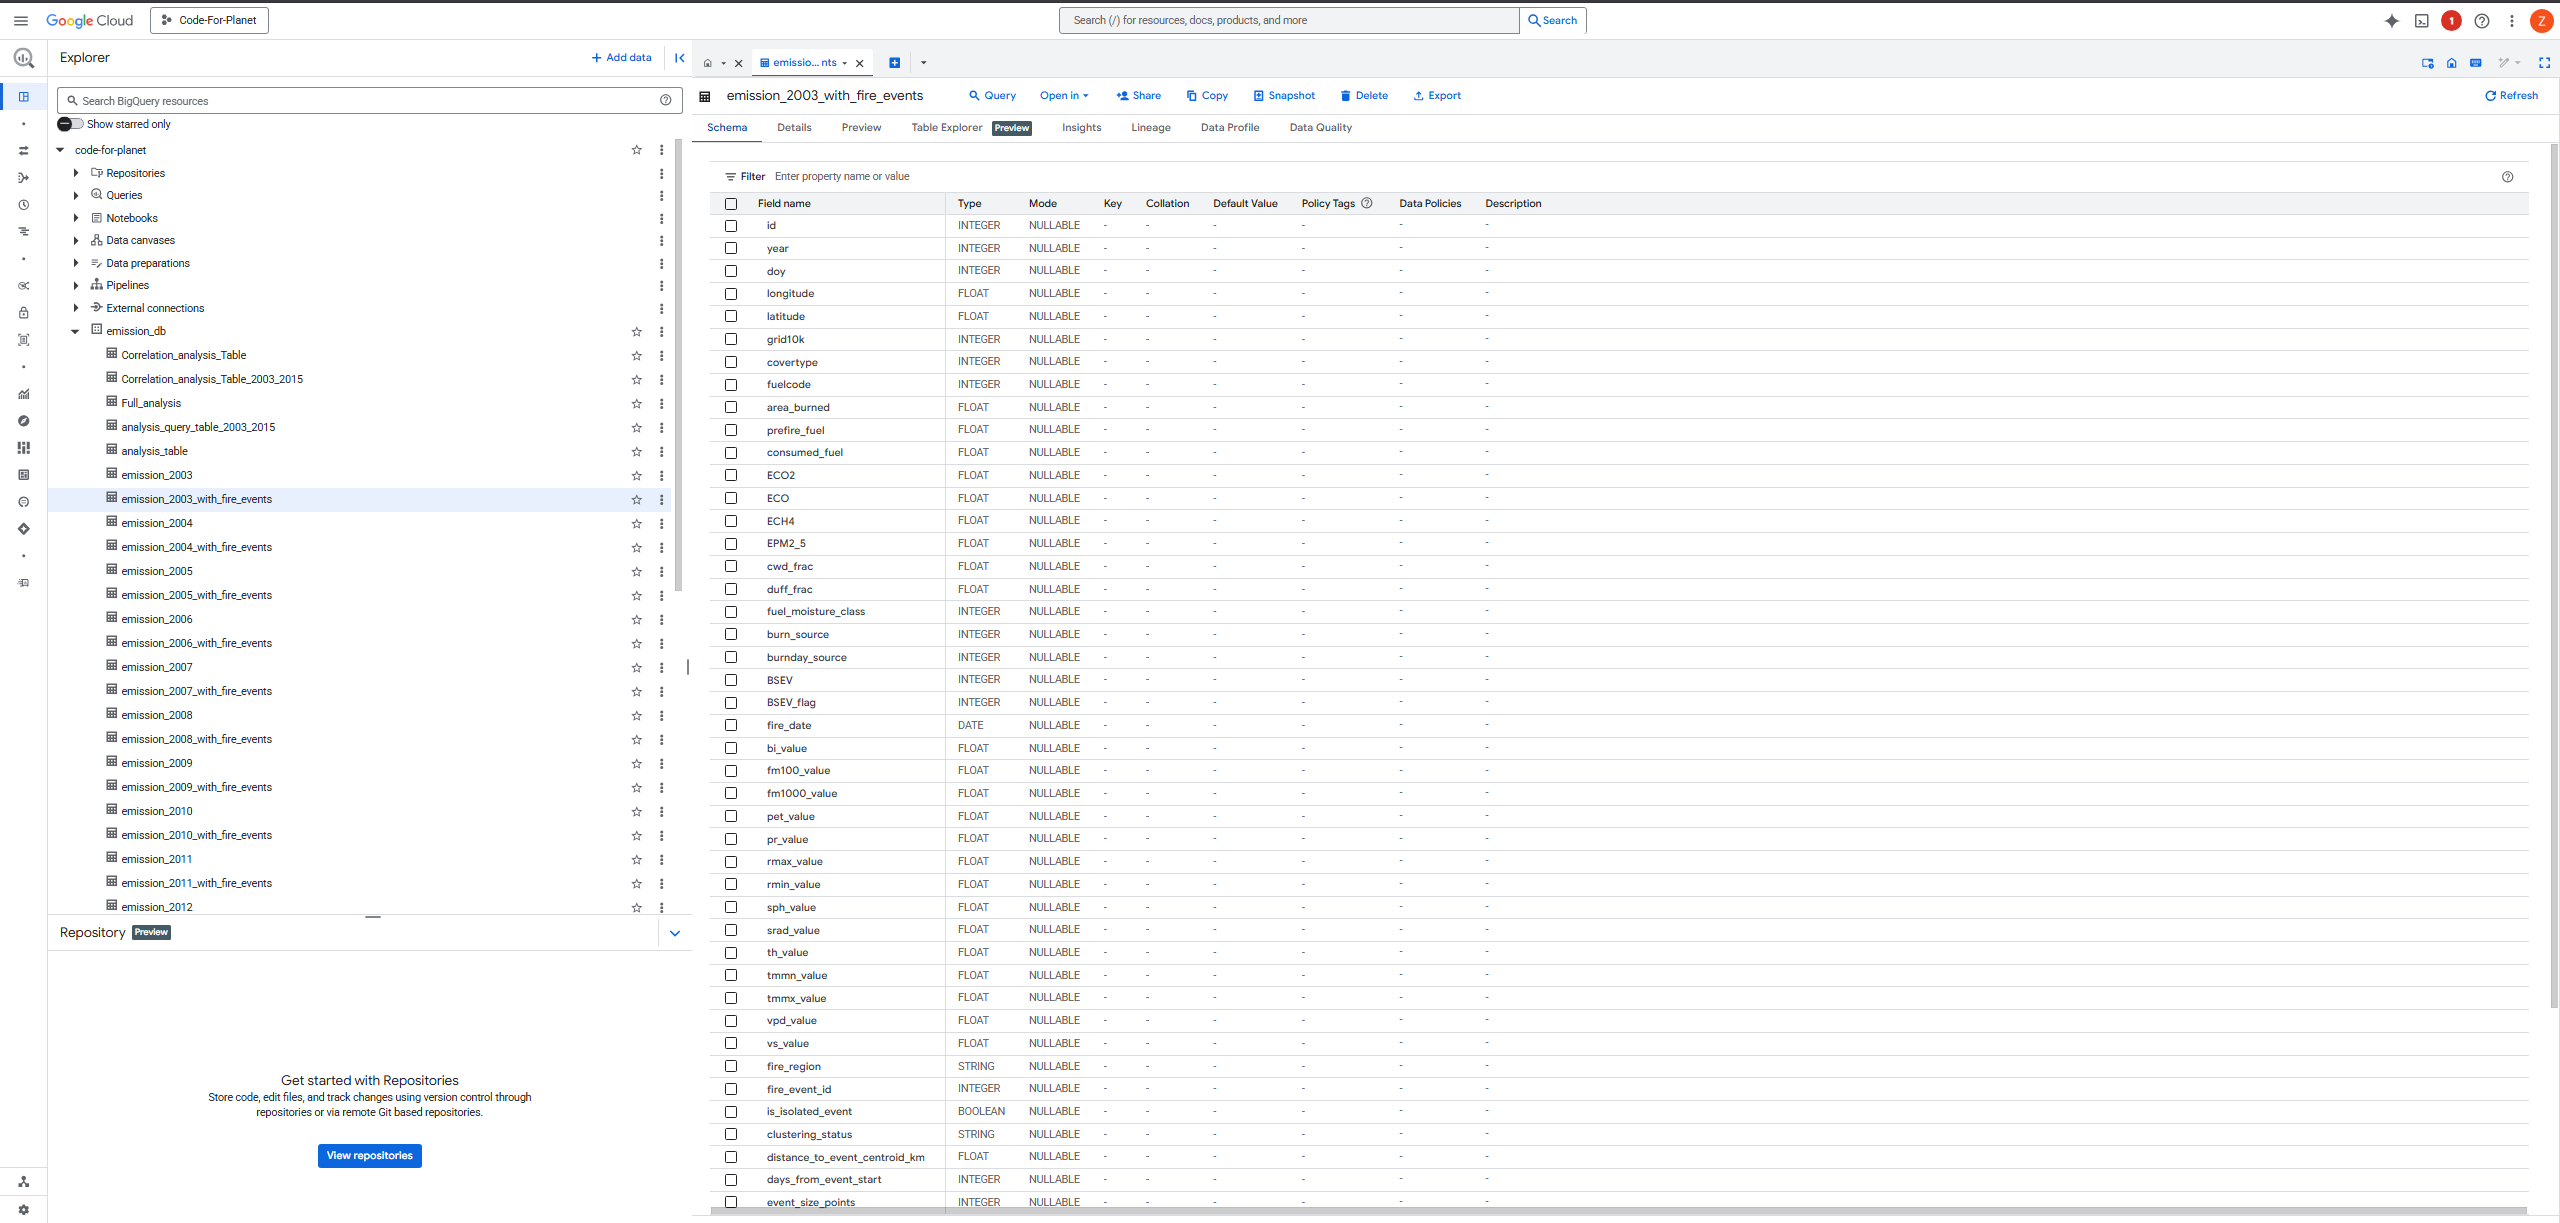 Google Cloud
Code-For-Planet
Search (/) for resources, docs, products, and more
Search
1
Z
Explorer
+ Add data
Search BigQuery resources
Show starred only
code-for-planet
Repositories
Queries
Notebooks
Data canvases
Data preparations
Pipelines
External connections
emission_db
Correlation_analysis_Table
Correlation_analysis_Table_2003_2015
Full_analysis
analysis_query_table_2003_2015
analysis_table
emission_2003
emission_2003_with_fire_events
emission_2004
emission_2004_with_fire_events
emission_2005
emission_2005_with_fire_events
emission_2006
emission_2006_with_fire_events
emission_2007
emission_2007_with_fire_events
emission_2008
emission_2008_with_fire_events
emission_2009
emission_2009_with_fire_events
emission_2010
emission_2010_with_fire_events
emission_2011
emission_2011_with_fire_events
emission_2012
Repository Preview
Get started with Repositories
Store code, edit files, and track changes using version control through
repositories or via remote Git based repositories.
View repositories
emissio... nts
emission_2003_with_fire_events Query Open in Share Copy Snapshot Delete Export Refresh
Schema Details Preview Table Explorer Preview Insights Lineage Data Profile Data Quality
Filter Enter property name or value
Field name Type Mode Key Collation Default Value Policy Tags Data Policies Description
id INTEGER NULLABLE - - - - - -
year INTEGER NULLABLE - - - - - -
doy INTEGER NULLABLE - - - - - -
longitude FLOAT NULLABLE - - - - - -
latitude FLOAT NULLABLE - - - - - -
grid10k INTEGER NULLABLE - - - - - -
covertype INTEGER NULLABLE - - - - - -
fuelcode INTEGER NULLABLE - - - - - -
area_burned FLOAT NULLABLE - - - - - -
prefire_fuel FLOAT NULLABLE - - - - - -
consumed_fuel FLOAT NULLABLE - - - - - -
ECO2 FLOAT NULLABLE - - - - - -
ECO FLOAT NULLABLE - - - - - -
ECH4 FLOAT NULLABLE - - - - - -
EPM2_5 FLOAT NULLABLE - - - - - -
cwd_frac FLOAT NULLABLE - - - - - -
duff_frac FLOAT NULLABLE - - - - - -
fuel_moisture_class INTEGER NULLABLE - - - - - -
burn_source INTEGER NULLABLE - - - - - -
burnday_source INTEGER NULLABLE - - - - - -
BSEV INTEGER NULLABLE - - - - - -
BSEV_flag INTEGER NULLABLE - - - - - -
fire_date DATE NULLABLE - - - - - -
bi_value FLOAT NULLABLE - - - - - -
fm100_value FLOAT NULLABLE - - - - - -
fm1000_value FLOAT NULLABLE - - - - - -
pet_value FLOAT NULLABLE - - - - - -
pr_value FLOAT NULLABLE - - - - - -
rmax_value FLOAT NULLABLE - - - - - -
rmin_value FLOAT NULLABLE - - - - - -
sph_value FLOAT NULLABLE - - - - - -
srad_value FLOAT NULLABLE - - - - - -
th_value FLOAT NULLABLE - - - - - -
tmmn_value FLOAT NULLABLE - - - - - -
tmmx_value FLOAT NULLABLE - - - - - -
vpd_value FLOAT NULLABLE - - - - - -
vs_value FLOAT NULLABLE - - - - - -
fire_region STRING NULLABLE - - - - - -
fire_event_id INTEGER NULLABLE - - - - - -
is_isolated_event BOOLEAN NULLABLE - - - - - -
clustering_status STRING NULLABLE - - - - - -
distance_to_event_centroid_km FLOAT NULLABLE - - - - - -
days_from_event_start INTEGER NULLABLE - - - - - -
event_size_points INTEGER NULLABLE - - - - - -